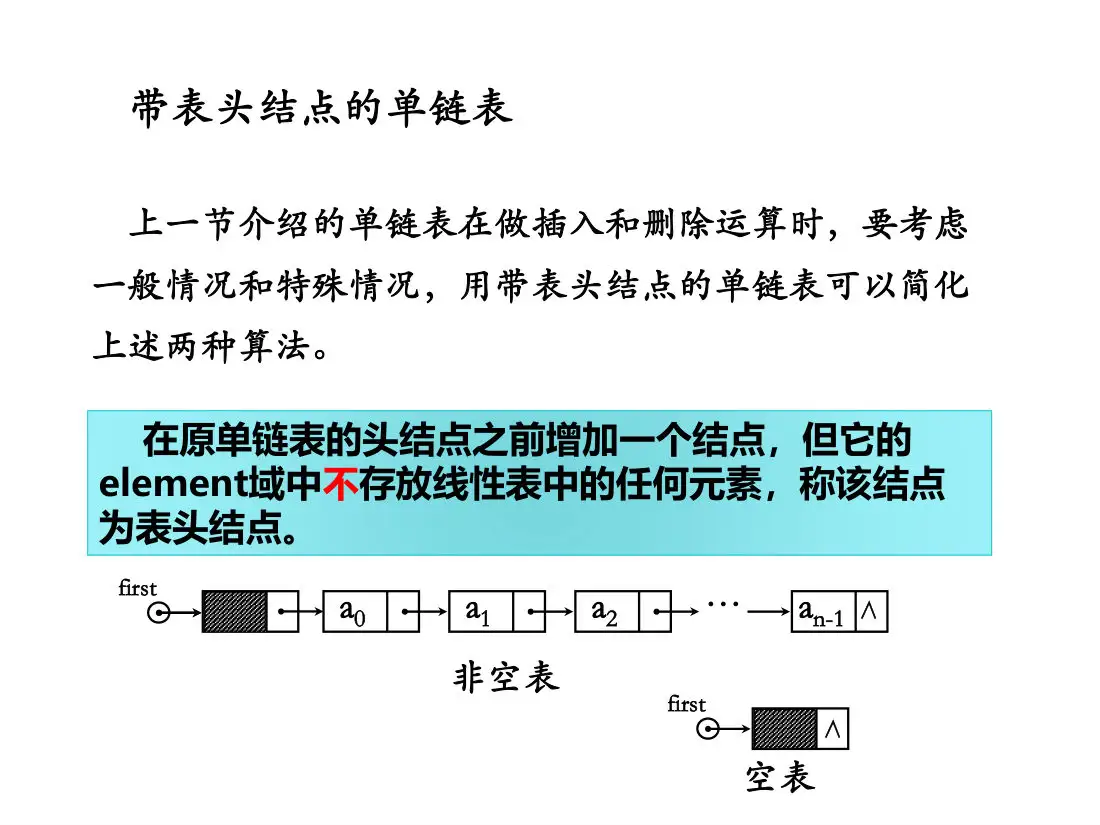 带表头结点的单链表
上一节介绍的单链表在做插入和删除运算时，要考虑
一般情况和特殊情况，用带表头结点的单链表可以简化
上述两种算法。
在原单链表的头结点之前增加一个结点，但它的
element域中不存放线性表中的任何元素，称该结点
为表头结点。
first
a0 a1 a2 … an-1 ∧
非空表
first
∧
空表